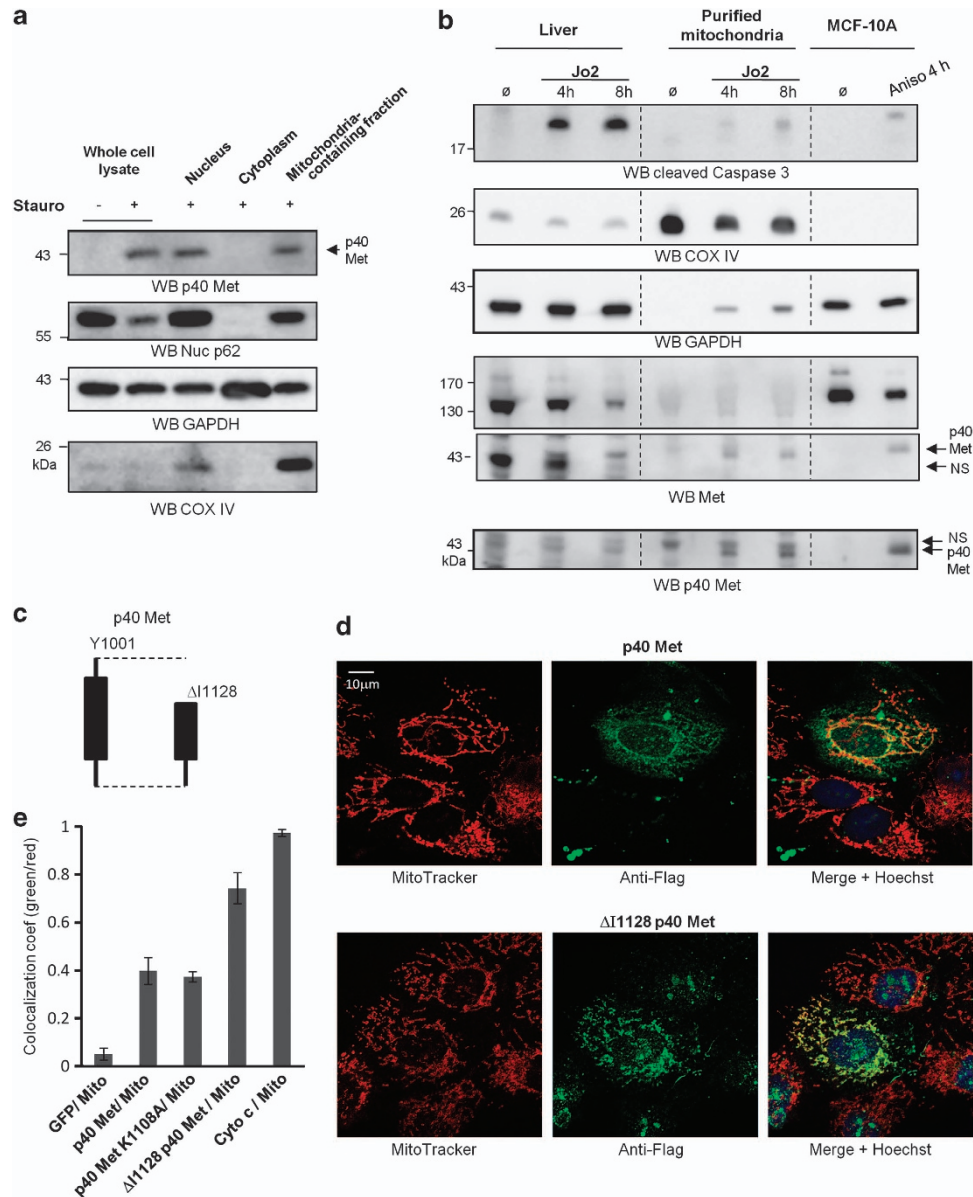 a
Whole cell lysate
Nucleus
Cytoplasm
Mitochondria-containing fraction
Stauro - + + + +
43
p40 Met
WB p40 Met
55
WB Nuc p62
43
WB GAPDH
26
kDa
WB COX IV
b
Liver
Purified mitochondria
MCF-10A
Jo2
Jo2
ø 4h 8h ø 4h 8h ø Aniso 4 h
17
WB cleaved Caspase 3
26
WB COX IV
43
WB GAPDH
170
130
p40 Met
43
NS
WB Met
43
kDa
NS
p40 Met
WB p40 Met
c
p40 Met
Y1001
ΔI1128
d
p40 Met
10µm
MitoTracker
Anti-Flag
Merge + Hoechst
ΔI1128 p40 Met
MitoTracker
Anti-Flag
Merge + Hoechst
e
Colocalization coef (green/red)
1
0.8
0.6
0.4
0.2
0
GFP/ Mito
p40 Met/ Mito
p40 Met K1108A/ Mito
ΔI1128 p40 Met / Mito
Cyto c / Mito